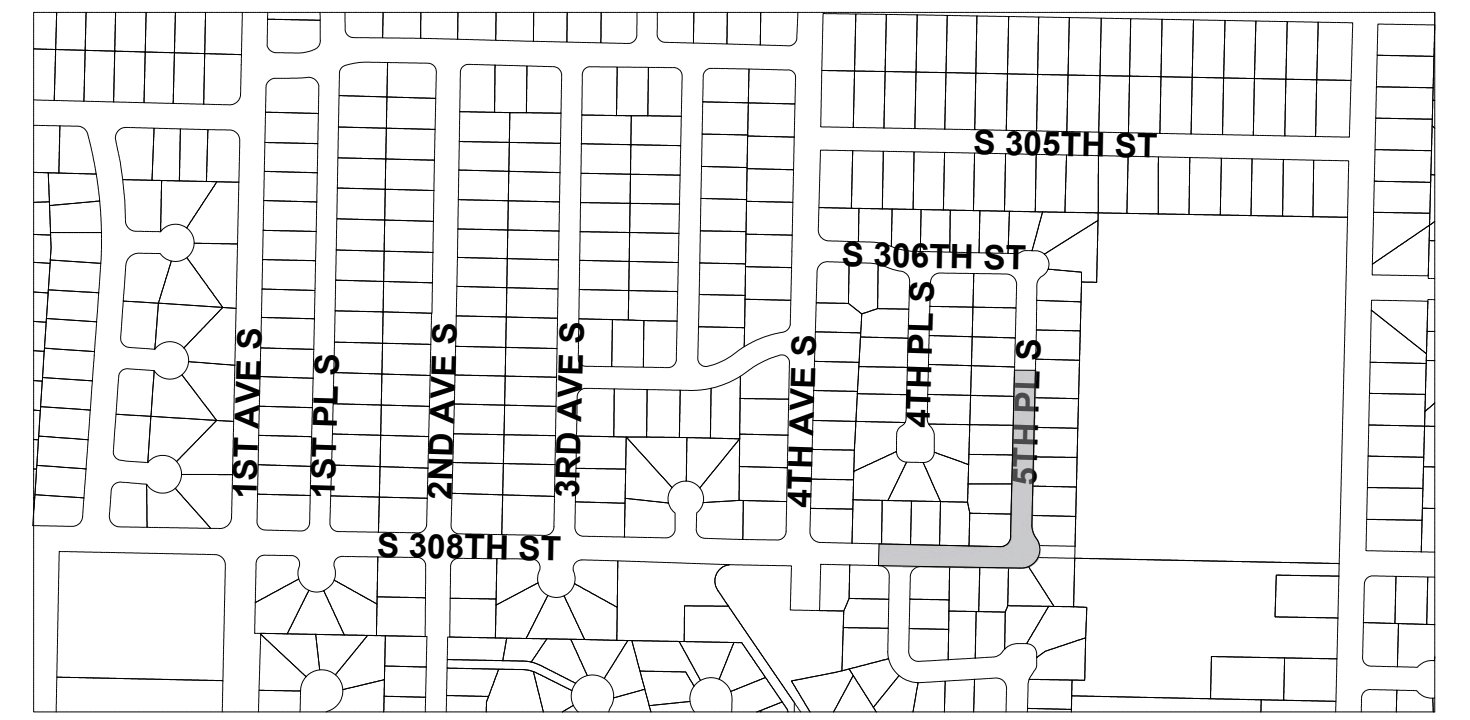 S 305TH ST
S 306TH ST
4TH PL S
1ST AVE S
1ST PL S
2ND AVE S
3RD AVE S
4TH AVE S
5TH PL S
S 308TH ST